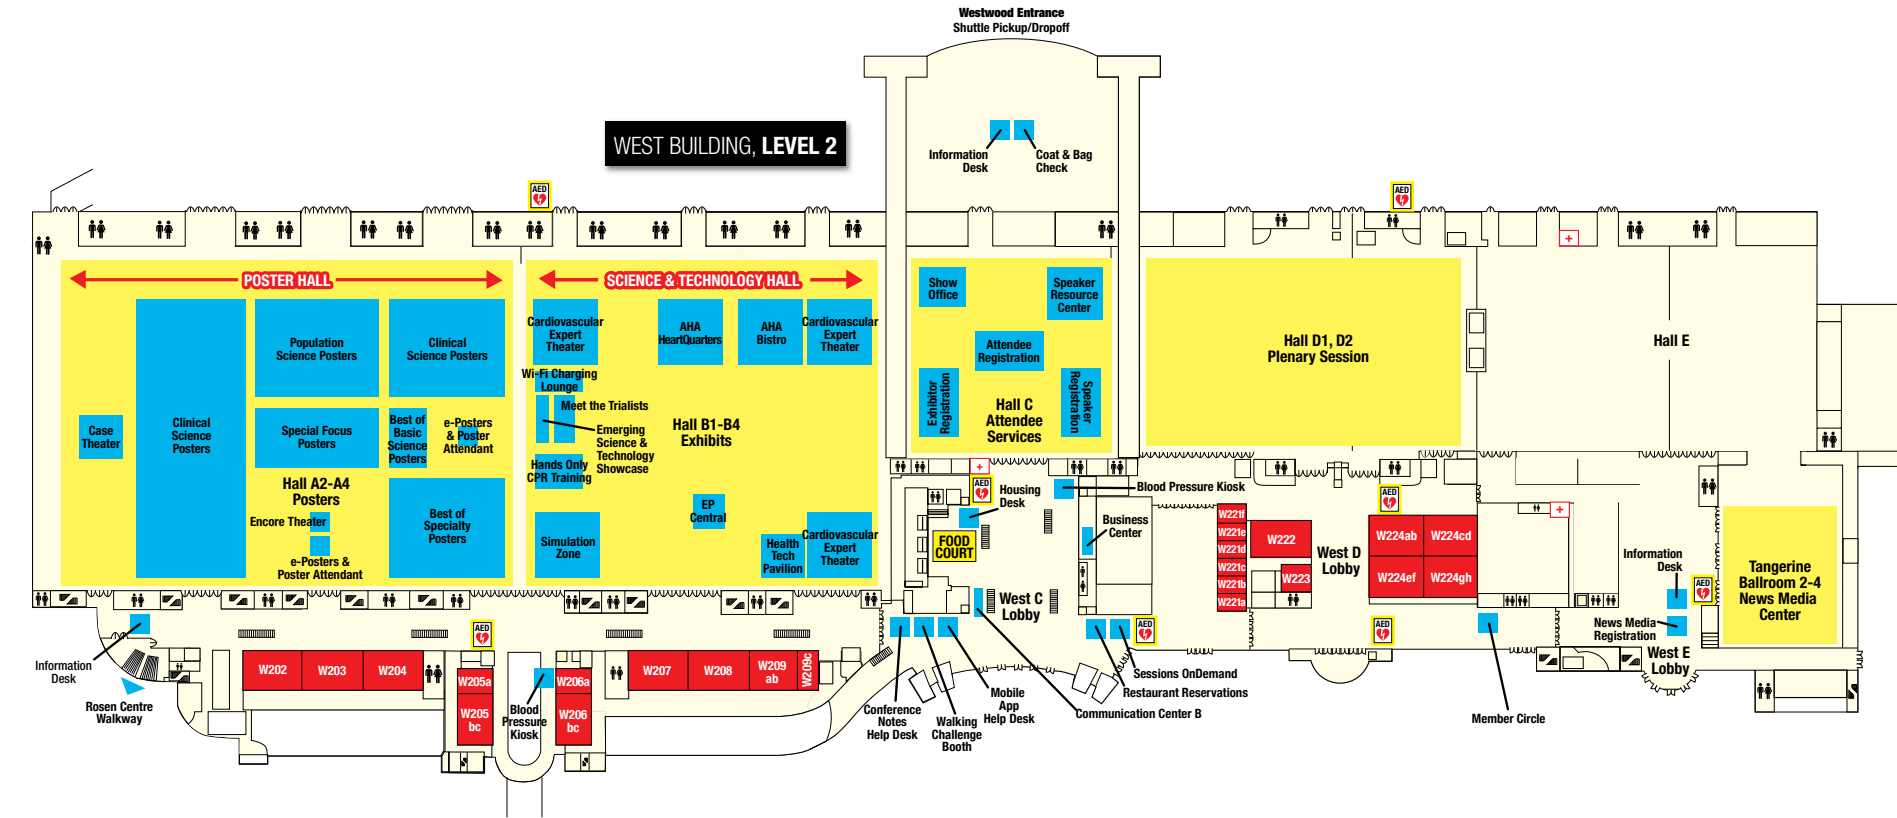 Westwood Entrance
Shuttle Pickup/Dropoff
WEST BUILDING, LEVEL 2
Information
Desk
Coat & Bag
Check
AED
AED
POSTER HALL
SCIENCE & TECHNOLOGY HALL
Case
Theater
Clinical
Science
Posters
Population
Science Posters
Clinical
Science Posters
Special Focus
Posters
Best of
Basic
Science
Posters
e-Posters
& Poster
Attendant
Hall A2-A4
Posters
Encore Theater
e-Posters &
Poster Attendant
Best of
Specialty
Posters
Cardiovascular
Expert
Theater
AHA
HeartQuarters
AHA
Bistro
Cardiovascular
Expert
Theater
Wi-Fi Charging
Lounge
Meet the Trialists
Emerging
Science &
Technology
Showcase
Hall B1-B4
Exhibits
Hands Only
CPR Training
EP
Central
Simulation
Zone
Health
Tech
Pavilion
Cardiovascular
Expert
Theater
Show
Office
Speaker
Resource
Center
Attendee
Registration
Exhibitor
Registration
Speaker
Registration
Hall C
Attendee
Services
Hall D1, D2
Plenary Session
Hall E
AED
Housing
Desk
Blood Pressure Kiosk
Business
Center
FOOD
COURT
West C
Lobby
W221f
W221e
W221d
W221c
W221b
W221a
W222
W223
West D
Lobby
AED
W224ab
W224cd
W224ef
W224gh
Information
Desk
AED
News Media
Registration
West E
Lobby
Tangerine
Ballroom 2-4
News Media
Center
Information
Desk
Rosen Centre
Walkway
AED
W202
W203
W204
W205a
W205
bc
Blood
Pressure
Kiosk
W206a
W206
bc
W207
W208
W209
ab
W209c
Conference
Notes
Help Desk
Walking
Challenge
Booth
Mobile
App
Help Desk
AED
Sessions OnDemand
Restaurant Reservations
Communication Center B
AED
Member Circle